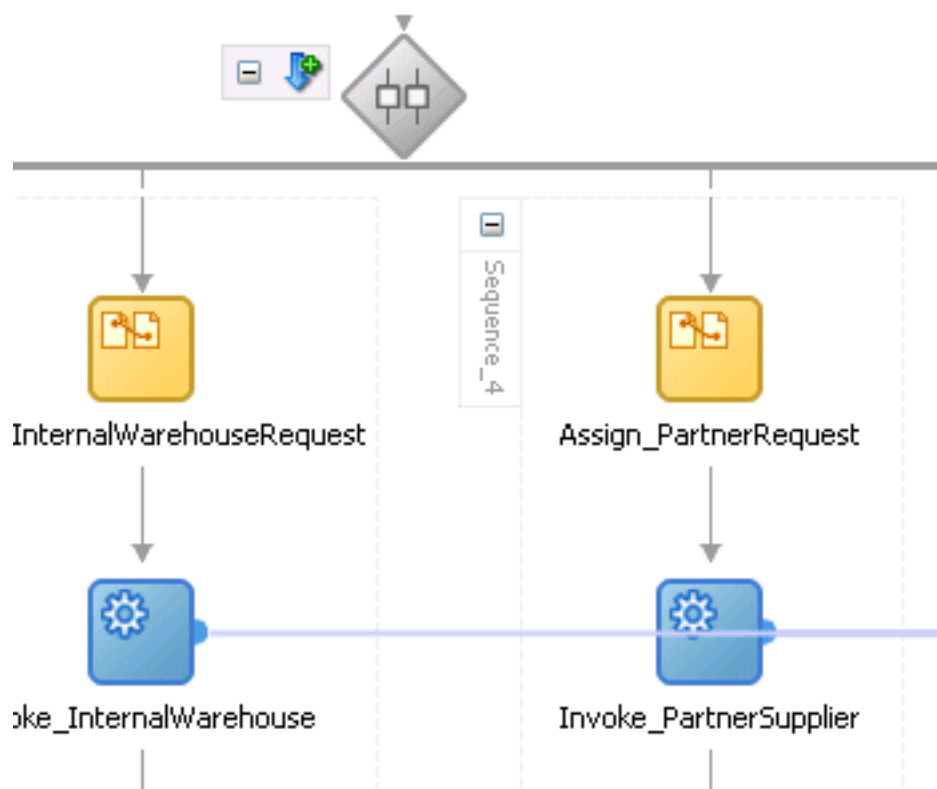 Sequence_4
InternalWarehouseRequest
Assign_PartnerRequest
oke_InternalWarehouse
Invoke_PartnerSupplier